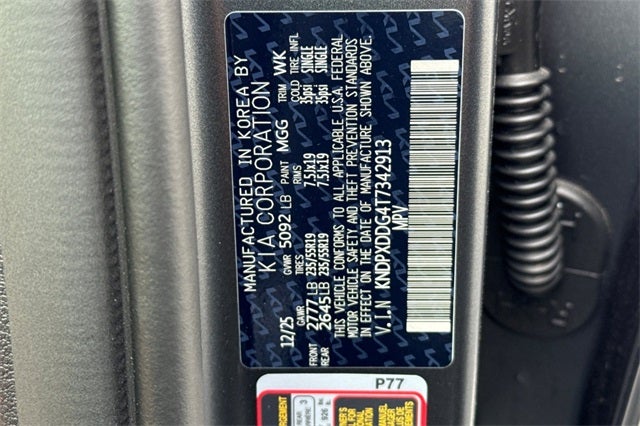 MANUFACTURED IN KOREA BY
KIA CORPORATION
12/25 GVWR 5092 LB PAINT MGG TRIM WK
GAWR TIRES RIMS COLD TIRE INFL
FRONT 2777 LB 235/55R19 7.5Jx19 35psi SINGLE
REAR 2645 LB 235/55R19 7.5Jx19 35psi SINGLE
THIS VEHICLE CONFORMS TO ALL APPLICABLE U.S.A. FEDERAL
MOTOR VEHICLE SAFETY AND THEFT PREVENTION STANDARDS
IN EFFECT ON THE DATE OF MANUFACTURE SHOWN ABOVE.
V.I.N KNDPXDDG4T7342913
MPV
P77